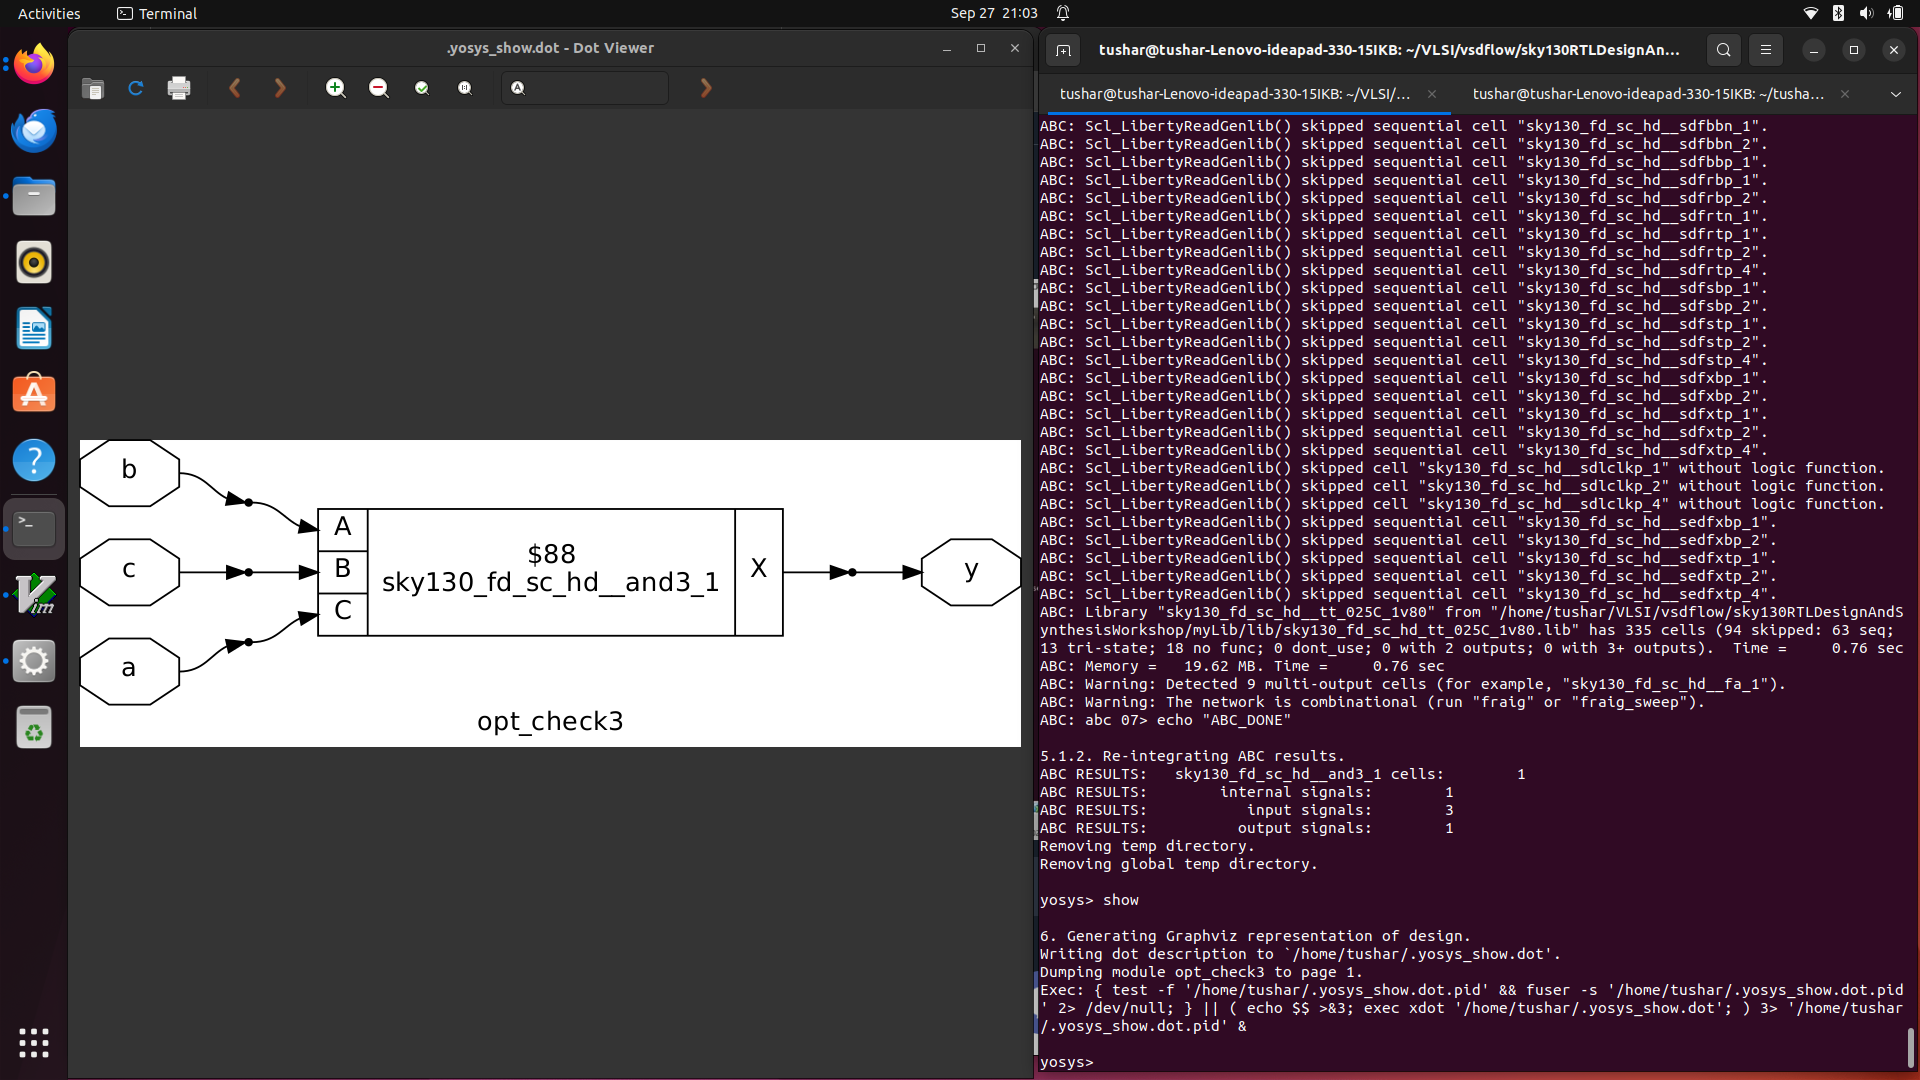 Activities
Terminal
Sep 27 21:03
.yosys_show.dot - Dot Viewer
b
c
a
A
B
C
$88
sky130_fd_sc_hd__and3_1
X
y
opt_check3
tushar@tushar-Lenovo-ideapad-330-15IKB: ~/VLSI/vsdflow/sky130RTLDesignAn...
tushar@tushar-Lenovo-ideapad-330-15IKB: ~/VLSI/...
tushar@tushar-Lenovo-ideapad-330-15IKB: ~/tusha...
ABC: Scl_LibertyReadGenlib() skipped sequential cell "sky130_fd_sc_hd__sdfbbn_1".
ABC: Scl_LibertyReadGenlib() skipped sequential cell "sky130_fd_sc_hd__sdfbbn_2".
ABC: Scl_LibertyReadGenlib() skipped sequential cell "sky130_fd_sc_hd__sdfbbp_1".
ABC: Scl_LibertyReadGenlib() skipped sequential cell "sky130_fd_sc_hd__sdfrbp_1".
ABC: Scl_LibertyReadGenlib() skipped sequential cell "sky130_fd_sc_hd__sdfrbp_2".
ABC: Scl_LibertyReadGenlib() skipped sequential cell "sky130_fd_sc_hd__sdfrtn_1".
ABC: Scl_LibertyReadGenlib() skipped sequential cell "sky130_fd_sc_hd__sdfrtp_1".
ABC: Scl_LibertyReadGenlib() skipped sequential cell "sky130_fd_sc_hd__sdfrtp_2".
ABC: Scl_LibertyReadGenlib() skipped sequential cell "sky130_fd_sc_hd__sdfrtp_4".
ABC: Scl_LibertyReadGenlib() skipped sequential cell "sky130_fd_sc_hd__sdfsbp_1".
ABC: Scl_LibertyReadGenlib() skipped sequential cell "sky130_fd_sc_hd__sdfsbp_2".
ABC: Scl_LibertyReadGenlib() skipped sequential cell "sky130_fd_sc_hd__sdfstp_1".
ABC: Scl_LibertyReadGenlib() skipped sequential cell "sky130_fd_sc_hd__sdfstp_2".
ABC: Scl_LibertyReadGenlib() skipped sequential cell "sky130_fd_sc_hd__sdfstp_4".
ABC: Scl_LibertyReadGenlib() skipped sequential cell "sky130_fd_sc_hd__sdfxbp_1".
ABC: Scl_LibertyReadGenlib() skipped sequential cell "sky130_fd_sc_hd__sdfxbp_2".
ABC: Scl_LibertyReadGenlib() skipped sequential cell "sky130_fd_sc_hd__sdfxtp_1".
ABC: Scl_LibertyReadGenlib() skipped sequential cell "sky130_fd_sc_hd__sdfxtp_2".
ABC: Scl_LibertyReadGenlib() skipped sequential cell "sky130_fd_sc_hd__sdfxtp_4".
ABC: Scl_LibertyReadGenlib() skipped cell "sky130_fd_sc_hd__sdlclkp_1" without logic function.
ABC: Scl_LibertyReadGenlib() skipped cell "sky130_fd_sc_hd__sdlclkp_2" without logic function.
ABC: Scl_LibertyReadGenlib() skipped cell "sky130_fd_sc_hd__sdlclkp_4" without logic function.
ABC: Scl_LibertyReadGenlib() skipped sequential cell "sky130_fd_sc_hd__sedfxbp_1".
ABC: Scl_LibertyReadGenlib() skipped sequential cell "sky130_fd_sc_hd__sedfxbp_2".
ABC: Scl_LibertyReadGenlib() skipped sequential cell "sky130_fd_sc_hd__sedfxtp_1".
ABC: Scl_LibertyReadGenlib() skipped sequential cell "sky130_fd_sc_hd__sedfxtp_2".
ABC: Scl_LibertyReadGenlib() skipped sequential cell "sky130_fd_sc_hd__sedfxtp_4".
ABC: Library "sky130_fd_sc_hd__tt_025C_1v80" from "/home/tushar/VLSI/vsdflow/sky130RTLDesignAndS
ynthesisWorkshop/myLib/lib/sky130_fd_sc_hd_tt_025C_1v80.lib" has 335 cells (94 skipped: 63 seq;
13 tri-state; 18 no func; 0 dont_use; 0 with 2 outputs; 0 with 3+ outputs).  Time =     0.76 sec
ABC: Memory =   19.62 MB. Time =     0.76 sec
ABC: Warning: Detected 9 multi-output cells (for example, "sky130_fd_sc_hd__fa_1").
ABC: Warning: The network is combinational (run "fraig" or "fraig_sweep").
ABC: abc 07> echo "ABC_DONE"
5.1.2. Re-integrating ABC results.
ABC RESULTS:   sky130_fd_sc_hd__and3_1 cells:        1
ABC RESULTS:        internal signals:        1
ABC RESULTS:           input signals:        3
ABC RESULTS:          output signals:        1
Removing temp directory.
Removing global temp directory.
yosys> show
6. Generating Graphviz representation of design.
Writing dot description to `/home/tushar/.yosys_show.dot'.
Dumping module opt_check3 to page 1.
Exec: { test -f '/home/tushar/.yosys_show.dot.pid' && fuser -s '/home/tushar/.yosys_show.dot.pid
' 2> /dev/null; } || ( echo $$ >&3; exec xdot '/home/tushar/.yosys_show.dot'; ) 3> '/home/tushar
/.yosys_show.dot.pid' &
yosys>